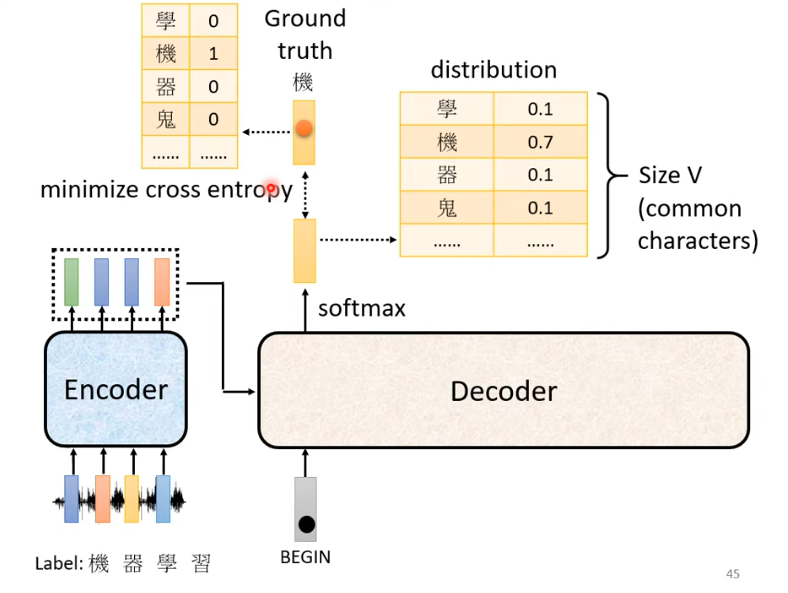 學 0
機 1
器 0
鬼 0
...... ......
Ground
truth
機
distribution
學 0.1
機 0.7
器 0.1
鬼 0.1
...... ......
Size V
(common
characters)
minimize cross entropy
softmax
Encoder
Decoder
BEGIN
Label: 機 器 學 習
45